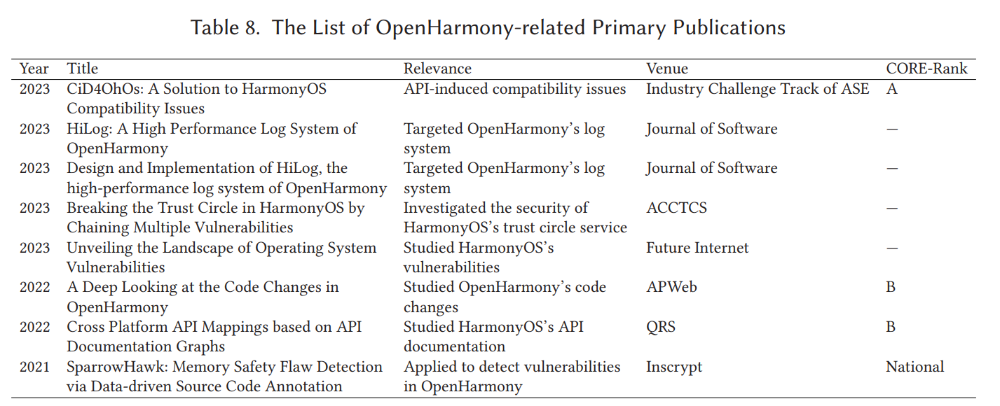 Table 8. The List of OpenHarmony-related Primary Publications
Year Title Relevance Venue CORE-Rank
2023 CiD4OhOs: A Solution to HarmonyOS API-induced compatibility issues Industry Challenge Track of ASE A
Compatibility Issues
2023 HiLog: A High Performance Log System of Targeted OpenHarmony’s log Journal of Software –
OpenHarmony system
2023 Design and Implementation of HiLog, the Targeted OpenHarmony’s log Journal of Software –
high-performance log system of OpenHarmony system
2023 Breaking the Trust Circle in HarmonyOS by Investigated the security of ACCTCS –
Chaining Multiple Vulnerabilities HarmonyOS’s trust circle service
2023 Unveiling the Landscape of Operating System Studied HarmonyOS’s Future Internet –
Vulnerabilities vulnerabilities
2022 A Deep Looking at the Code Changes in Studied OpenHarmony’s code APWeb B
OpenHarmony changes
2022 Cross Platform API Mappings based on API Studied HarmonyOS’s API QRS B
Documentation Graphs documentation
2021 SparrowHawk: Memory Safety Flaw Detection Applied to detect vulnerabilities Inscrypt National
via Data-driven Source Code Annotation in OpenHarmony